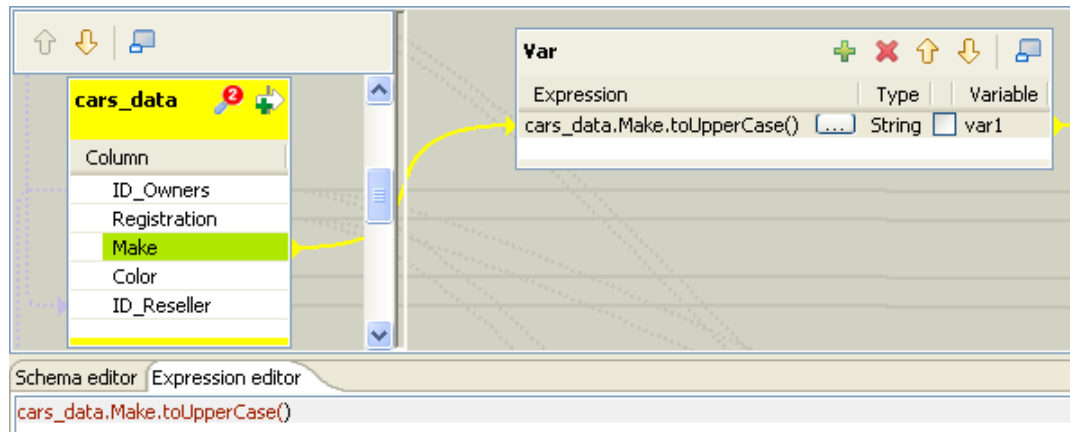 cars_data 2
Column
ID_Owners
Registration
Make
Color
ID_Reseller
Var
Expression Type Variable
cars_data.Make.toUpperCase() ... String var1
Schema editor Expression editor
cars_data.Make.toUpperCase()